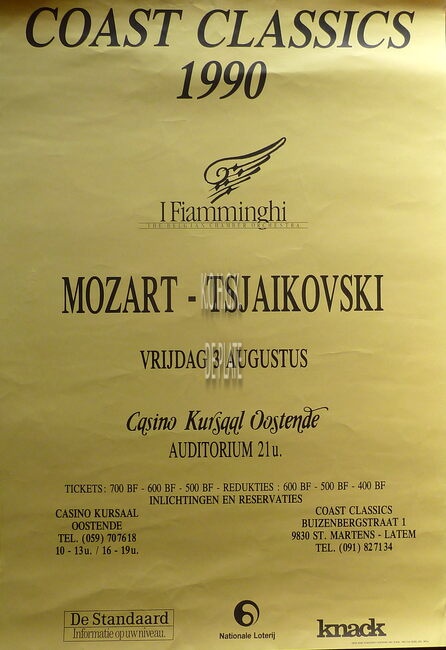 COAST CLASSICS
1990
I Fiamminghi
THE BELGIAN CHAMBER ORCHESTRA
MOZART - TSJAIKOVSKI
VRIJDAG 3 AUGUSTUS
KONINKL
DE PLATE
Casino Kursaal Oostende
AUDITORIUM 21u.
TICKETS: 700 BF - 600 BF - 500 BF - REDUKTIES : 600 BF - 500 BF - 400 BF
INLICHTINGEN EN RESERVATIES
CASINO KURSAAL
OOSTENDE
TEL. (059) 707618
10 - 13u. / 16 - 19u.
COAST CLASSICS
BUIZENBERGSTRAAT 1
9830 ST. MARTENS - LATEM
TEL. (091) 827134
De Standaard
Informatie op uw niveau.
Nationale Loterij
knack